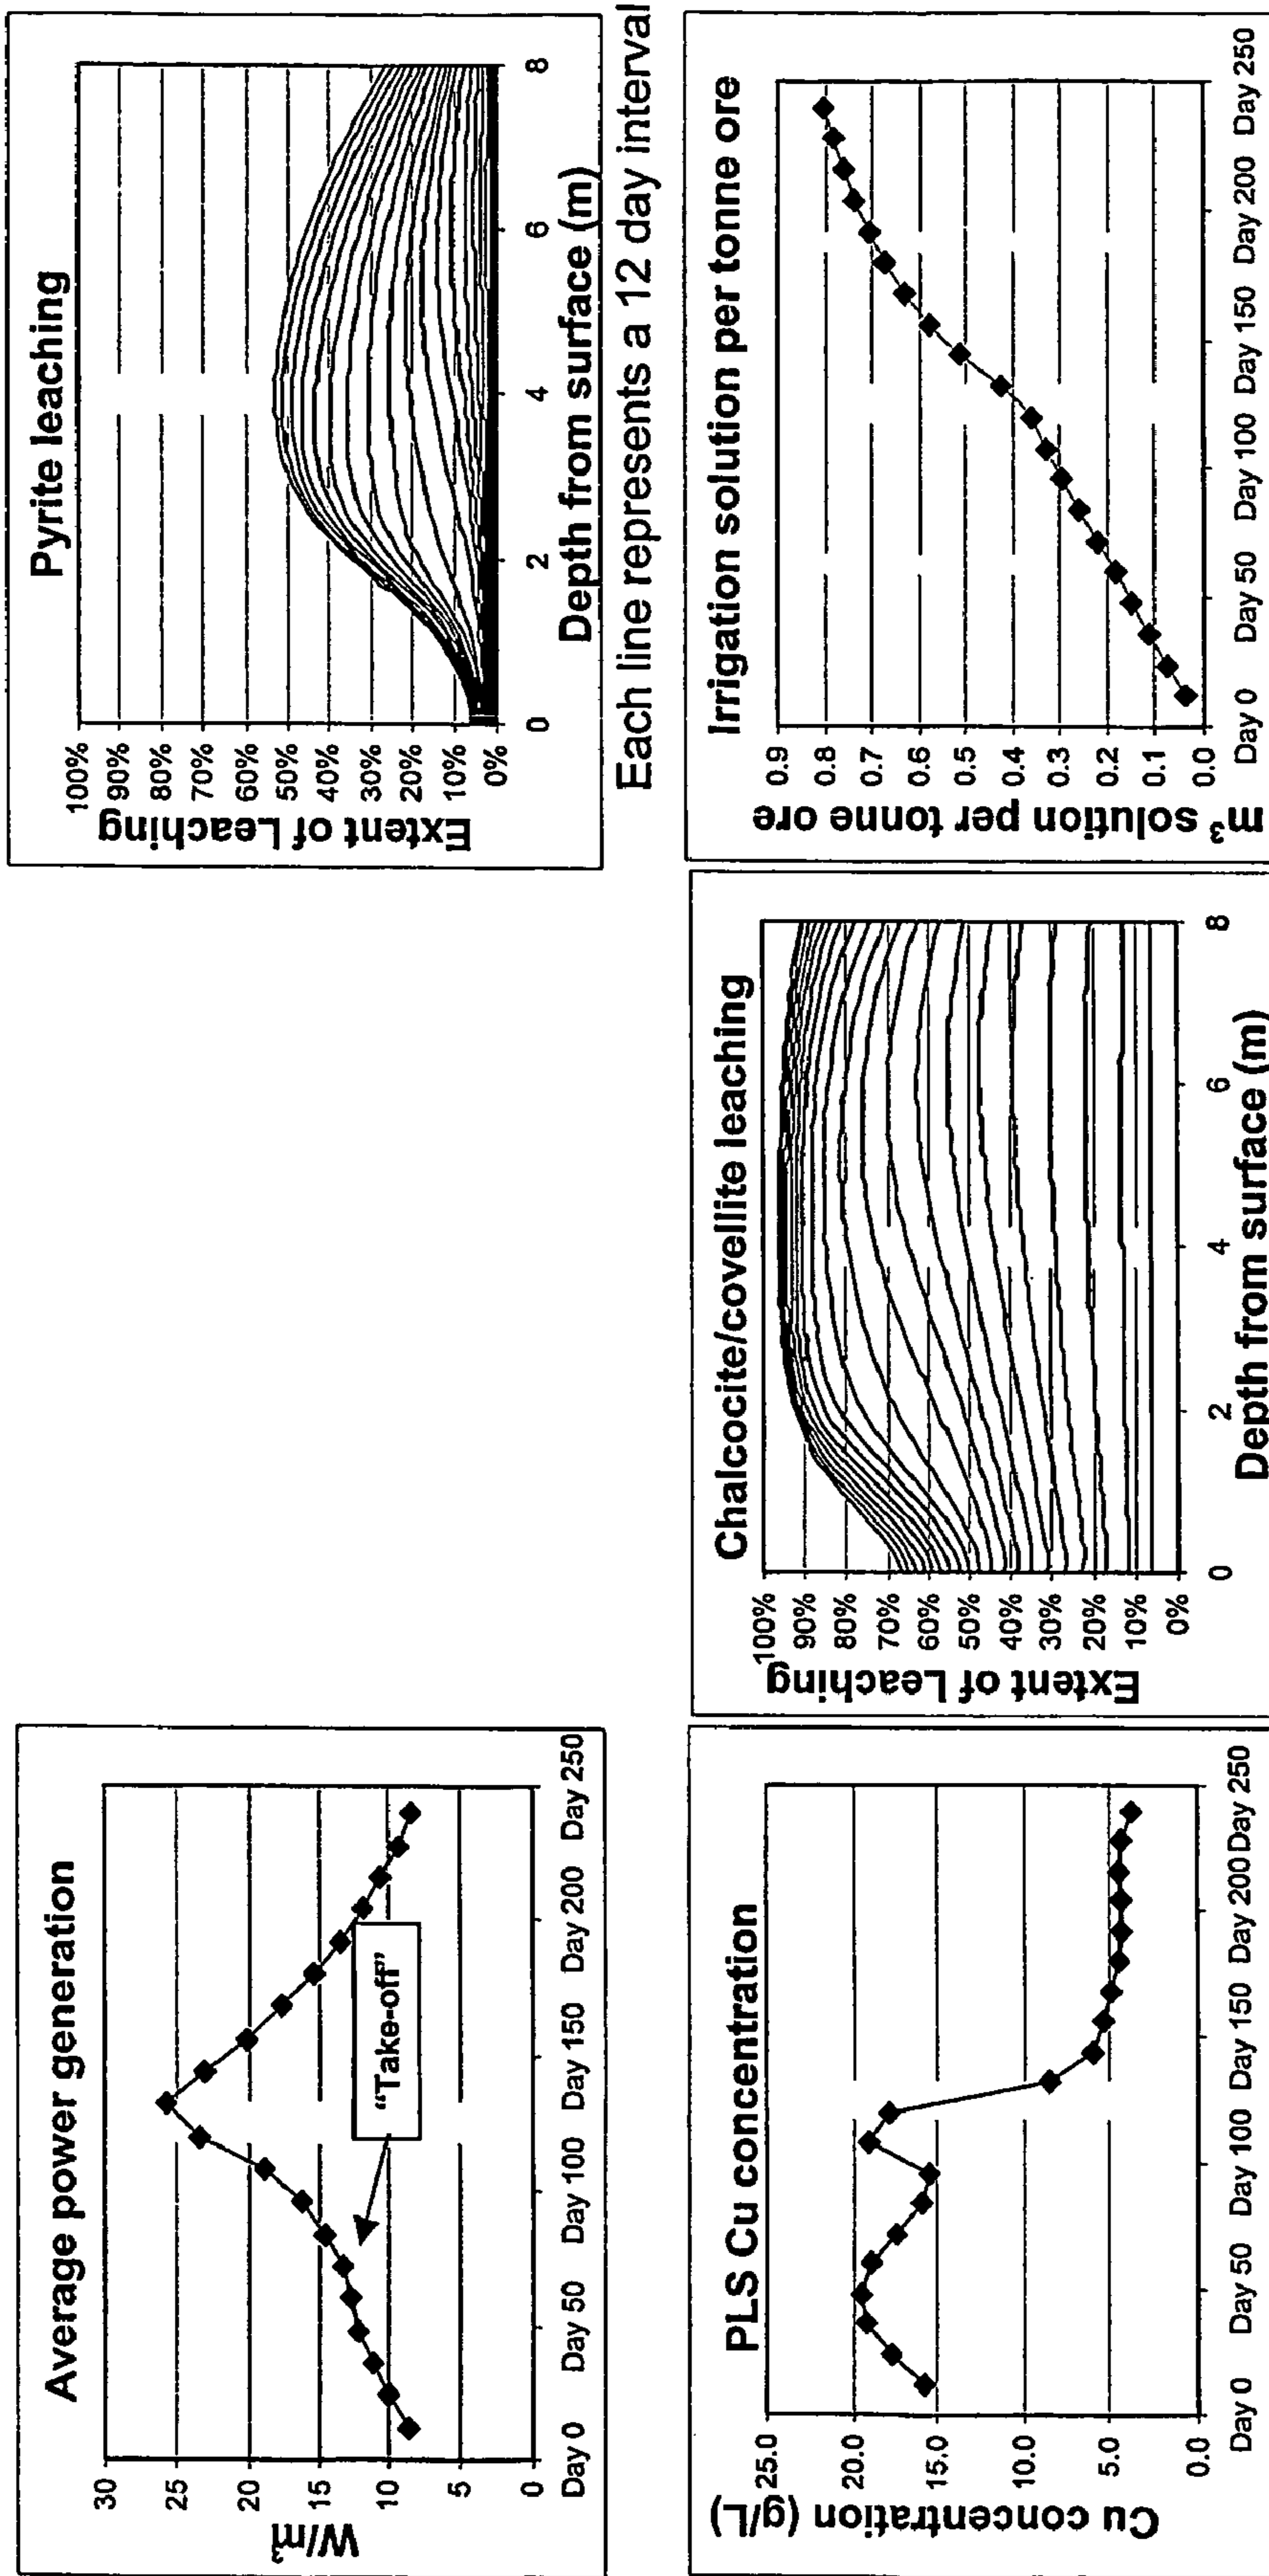 Average power generation
W/m³
30
25
20
15
10
5
0
"Take-off"
Day 0
Day 50
Day 100
Day 150
Day 200
Day 250
Pyrite leaching
Extent of Leaching
100%
90%
80%
70%
60%
50%
40%
30%
20%
10%
0%
0
2
4
6
8
Depth from surface (m)
Each line represents a 12 day interval
PLS Cu concentration
Cu concentration (g/L)
25.0
20.0
15.0
10.0
5.0
0.0
Day 0
Day 50
Day 100
Day 150
Day 200
Day 250
Chalcocite/covellite leaching
Extent of Leaching
100%
90%
80%
70%
60%
50%
40%
30%
20%
10%
0%
0
2
4
6
8
Depth from surface (m)
Irrigation solution per tonne ore
m³ solution per tonne ore
0.9
0.8
0.7
0.6
0.5
0.4
0.3
0.2
0.1
0.0
Day 0
Day 50
Day 100
Day 150
Day 200
Day 250